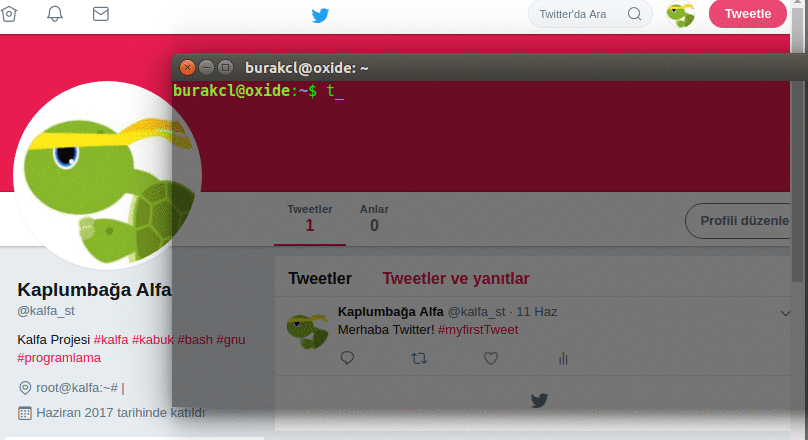 Twitter'da Ara
Tweetle
burakcl@oxide: ~
burakcl@oxide:~$ t_
Tweetler
1
Anlar
0
Profili düzenle
Kaplumbağa Alfa
@kalfa_st
Kalfa Projesi #kalfa #kabuk #bash #gnu
#programlama
root@kalfa:~# |
Haziran 2017 tarihinde katıldı
Tweetler Tweetler ve yanıtlar
Kaplumbağa Alfa @kalfa_st · 11 Haz
Merhaba Twitter! #myfirstTweet